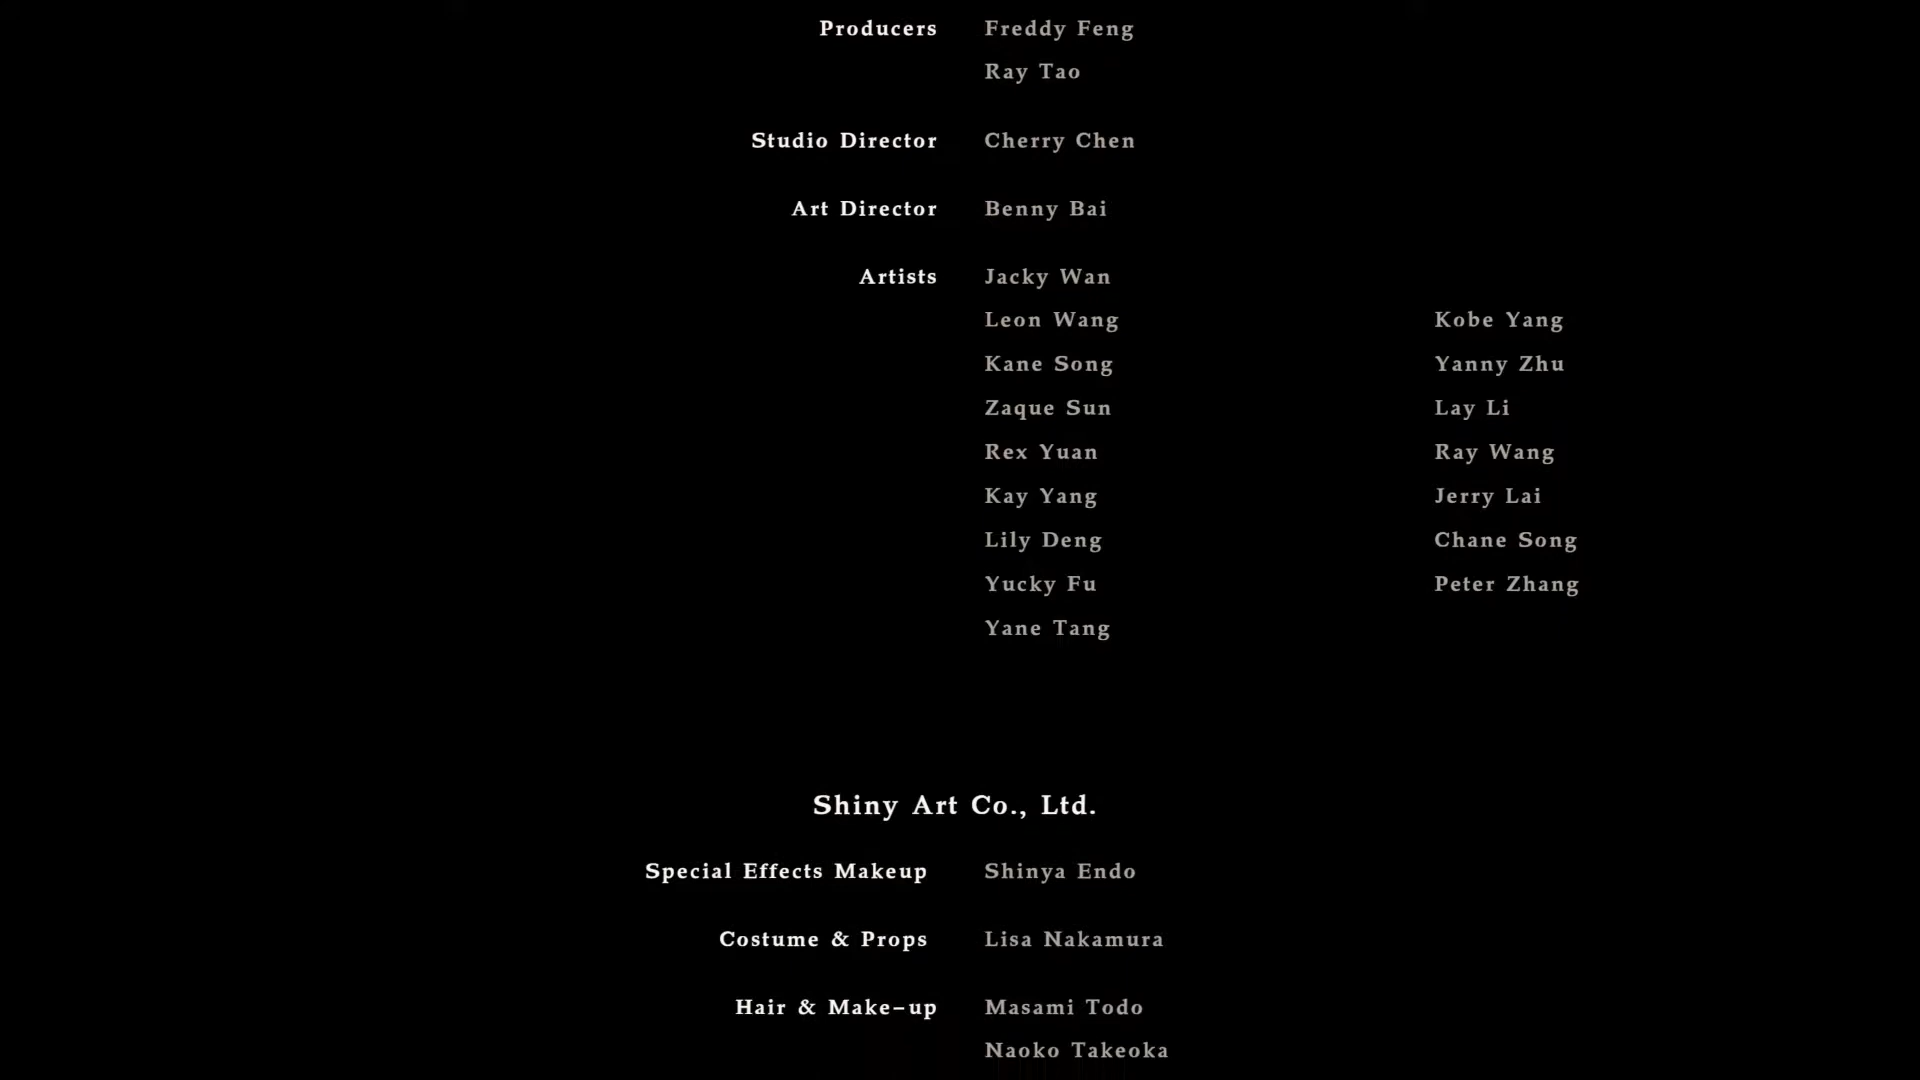 Producers Freddy Feng
Ray Tao
Studio Director Cherry Chen
Art Director Benny Bai
Artists Jacky Wan
Leon Wang Kobe Yang
Kane Song Yanny Zhu
Zaque Sun Lay Li
Rex Yuan Ray Wang
Kay Yang Jerry Lai
Lily Deng Chane Song
Yucky Fu Peter Zhang
Yane Tang
Shiny Art Co., Ltd.
Special Effects Makeup Shinya Endo
Costume & Props Lisa Nakamura
Hair & Make-up Masami Todo
Naoko Takeoka